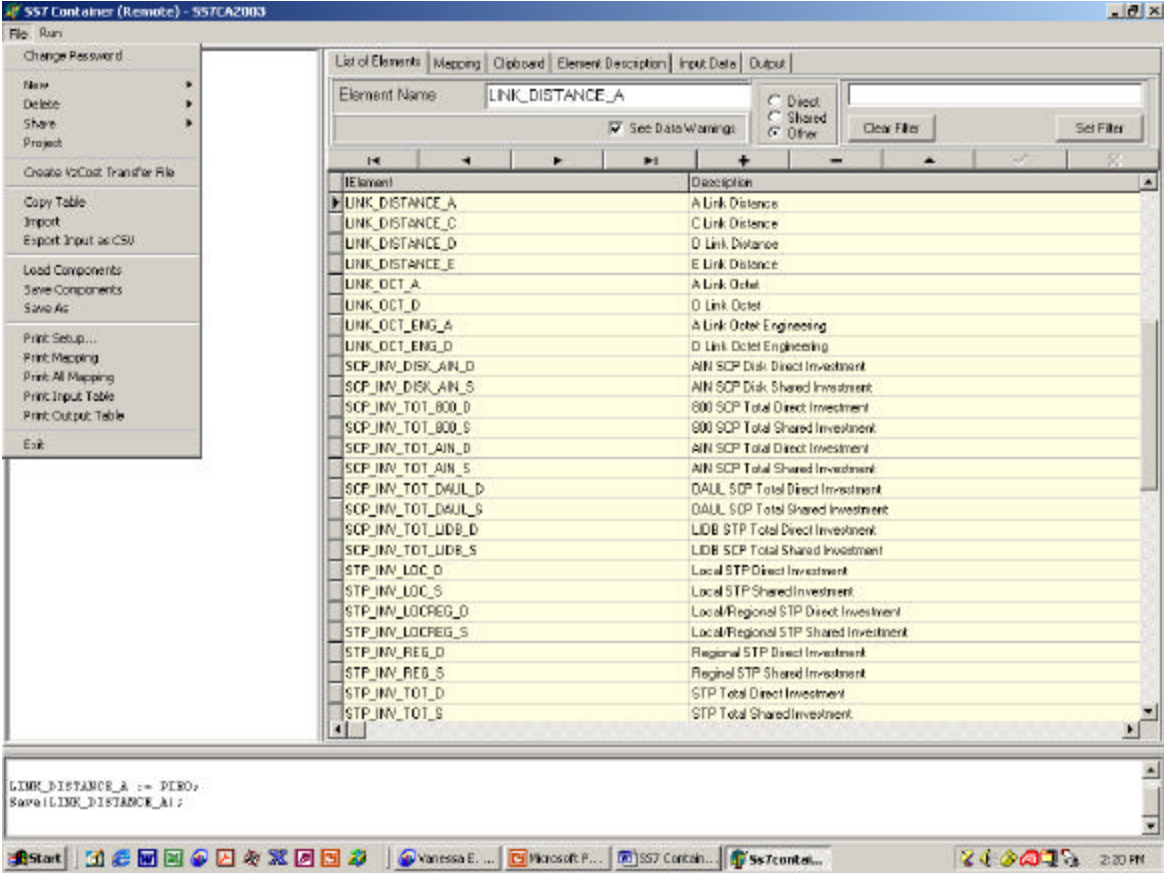 SS7 Container (Remote) - SS7CA2003
File Run
Change Password
New
Delete
Share
Project
Create VzCost Transfer File
Copy Table
Import
Export Input as CSV
Load Components
Save Components
Save As
Print Setup...
Print Mapping
Print All Mapping
Print Input Table
Print Output Table
Exit
List of Elements Mapping Clipboard Element Description Input Data Output
Element Name LINK_DISTANCE_A
See Data Warnings
Direct
Shared
Other
Clear Filter Set Filter
Element Description
LINK_DISTANCE_A A Link Distance
LINK_DISTANCE_C C Link Distance
LINK_DISTANCE_D D Link Distance
LINK_DISTANCE_E E Link Distance
LINK_OCT_A A Link Octet
LINK_OCT_D D Link Octet
LINK_OCT_ENG_A A Link Octet Engineering
LINK_OCT_ENG_D D Link Octet Engineering
SCP_INV_DISK_AIN_D AIN SCP Disk Direct Investment
SCP_INV_DISK_AIN_S AIN SCP Disk Shared Investment
SCP_INV_TOT_800_D 800 SCP Total Direct Investment
SCP_INV_TOT_800_S 800 SCP Total Shared Investment
SCP_INV_TOT_AIN_D AIN SCP Total Direct Investment
SCP_INV_TOT_AIN_S AIN SCP Total Shared Investment
SCP_INV_TOT_DAUL_D DAUL SCP Total Direct Investment
SCP_INV_TOT_DAUL_S DAUL SCP Total Shared Investment
SCP_INV_TOT_LIDB_D LIDB STP Total Direct Investment
SCP_INV_TOT_LIDB_S LIDB SCP Total Shared Investment
STP_INV_LOC_D Local STP Direct Investment
STP_INV_LOC_S Local STP Shared Investment
STP_INV_LOCREG_D Local/Regional STP Direct Investment
STP_INV_LOCREG_S Local/Regional STP Shared Investment
STP_INV_REG_D Regional STP Direct Investment
STP_INV_REG_S Reginal STP Shared Investment
STP_INV_TOT_D STP Total Direct Investment
STP_INV_TOT_S STP Total Shared Investment
LINK_DISTANCE_A :=
Save(LINK_DISTANCE_A);
Start Vanessa E. ... Microsoft P... SS7 Contain... Ss7contai... 2:20 PM